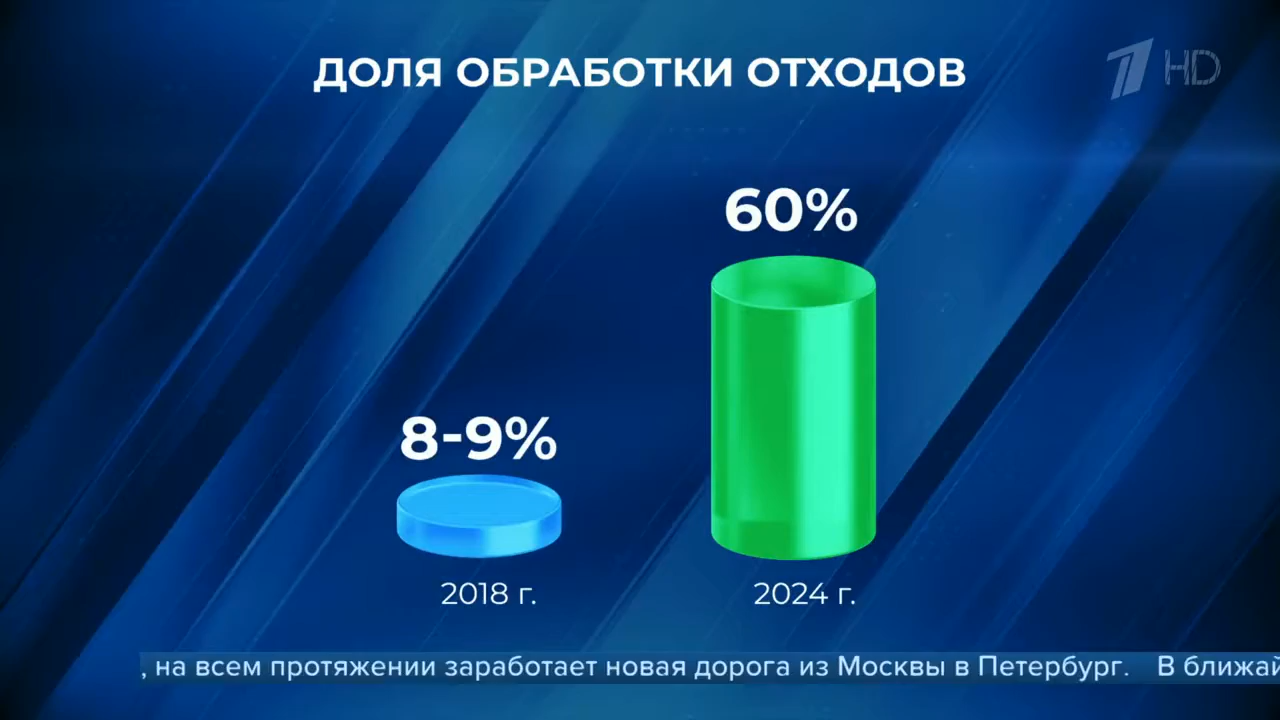 ДОЛЯ ОБРАБОТКИ ОТХОДОВ
1 HD
60%
8-9%
2018 г.
2024 г.
, на всем протяжении заработает новая дорога из Москвы в Петербург. В ближай